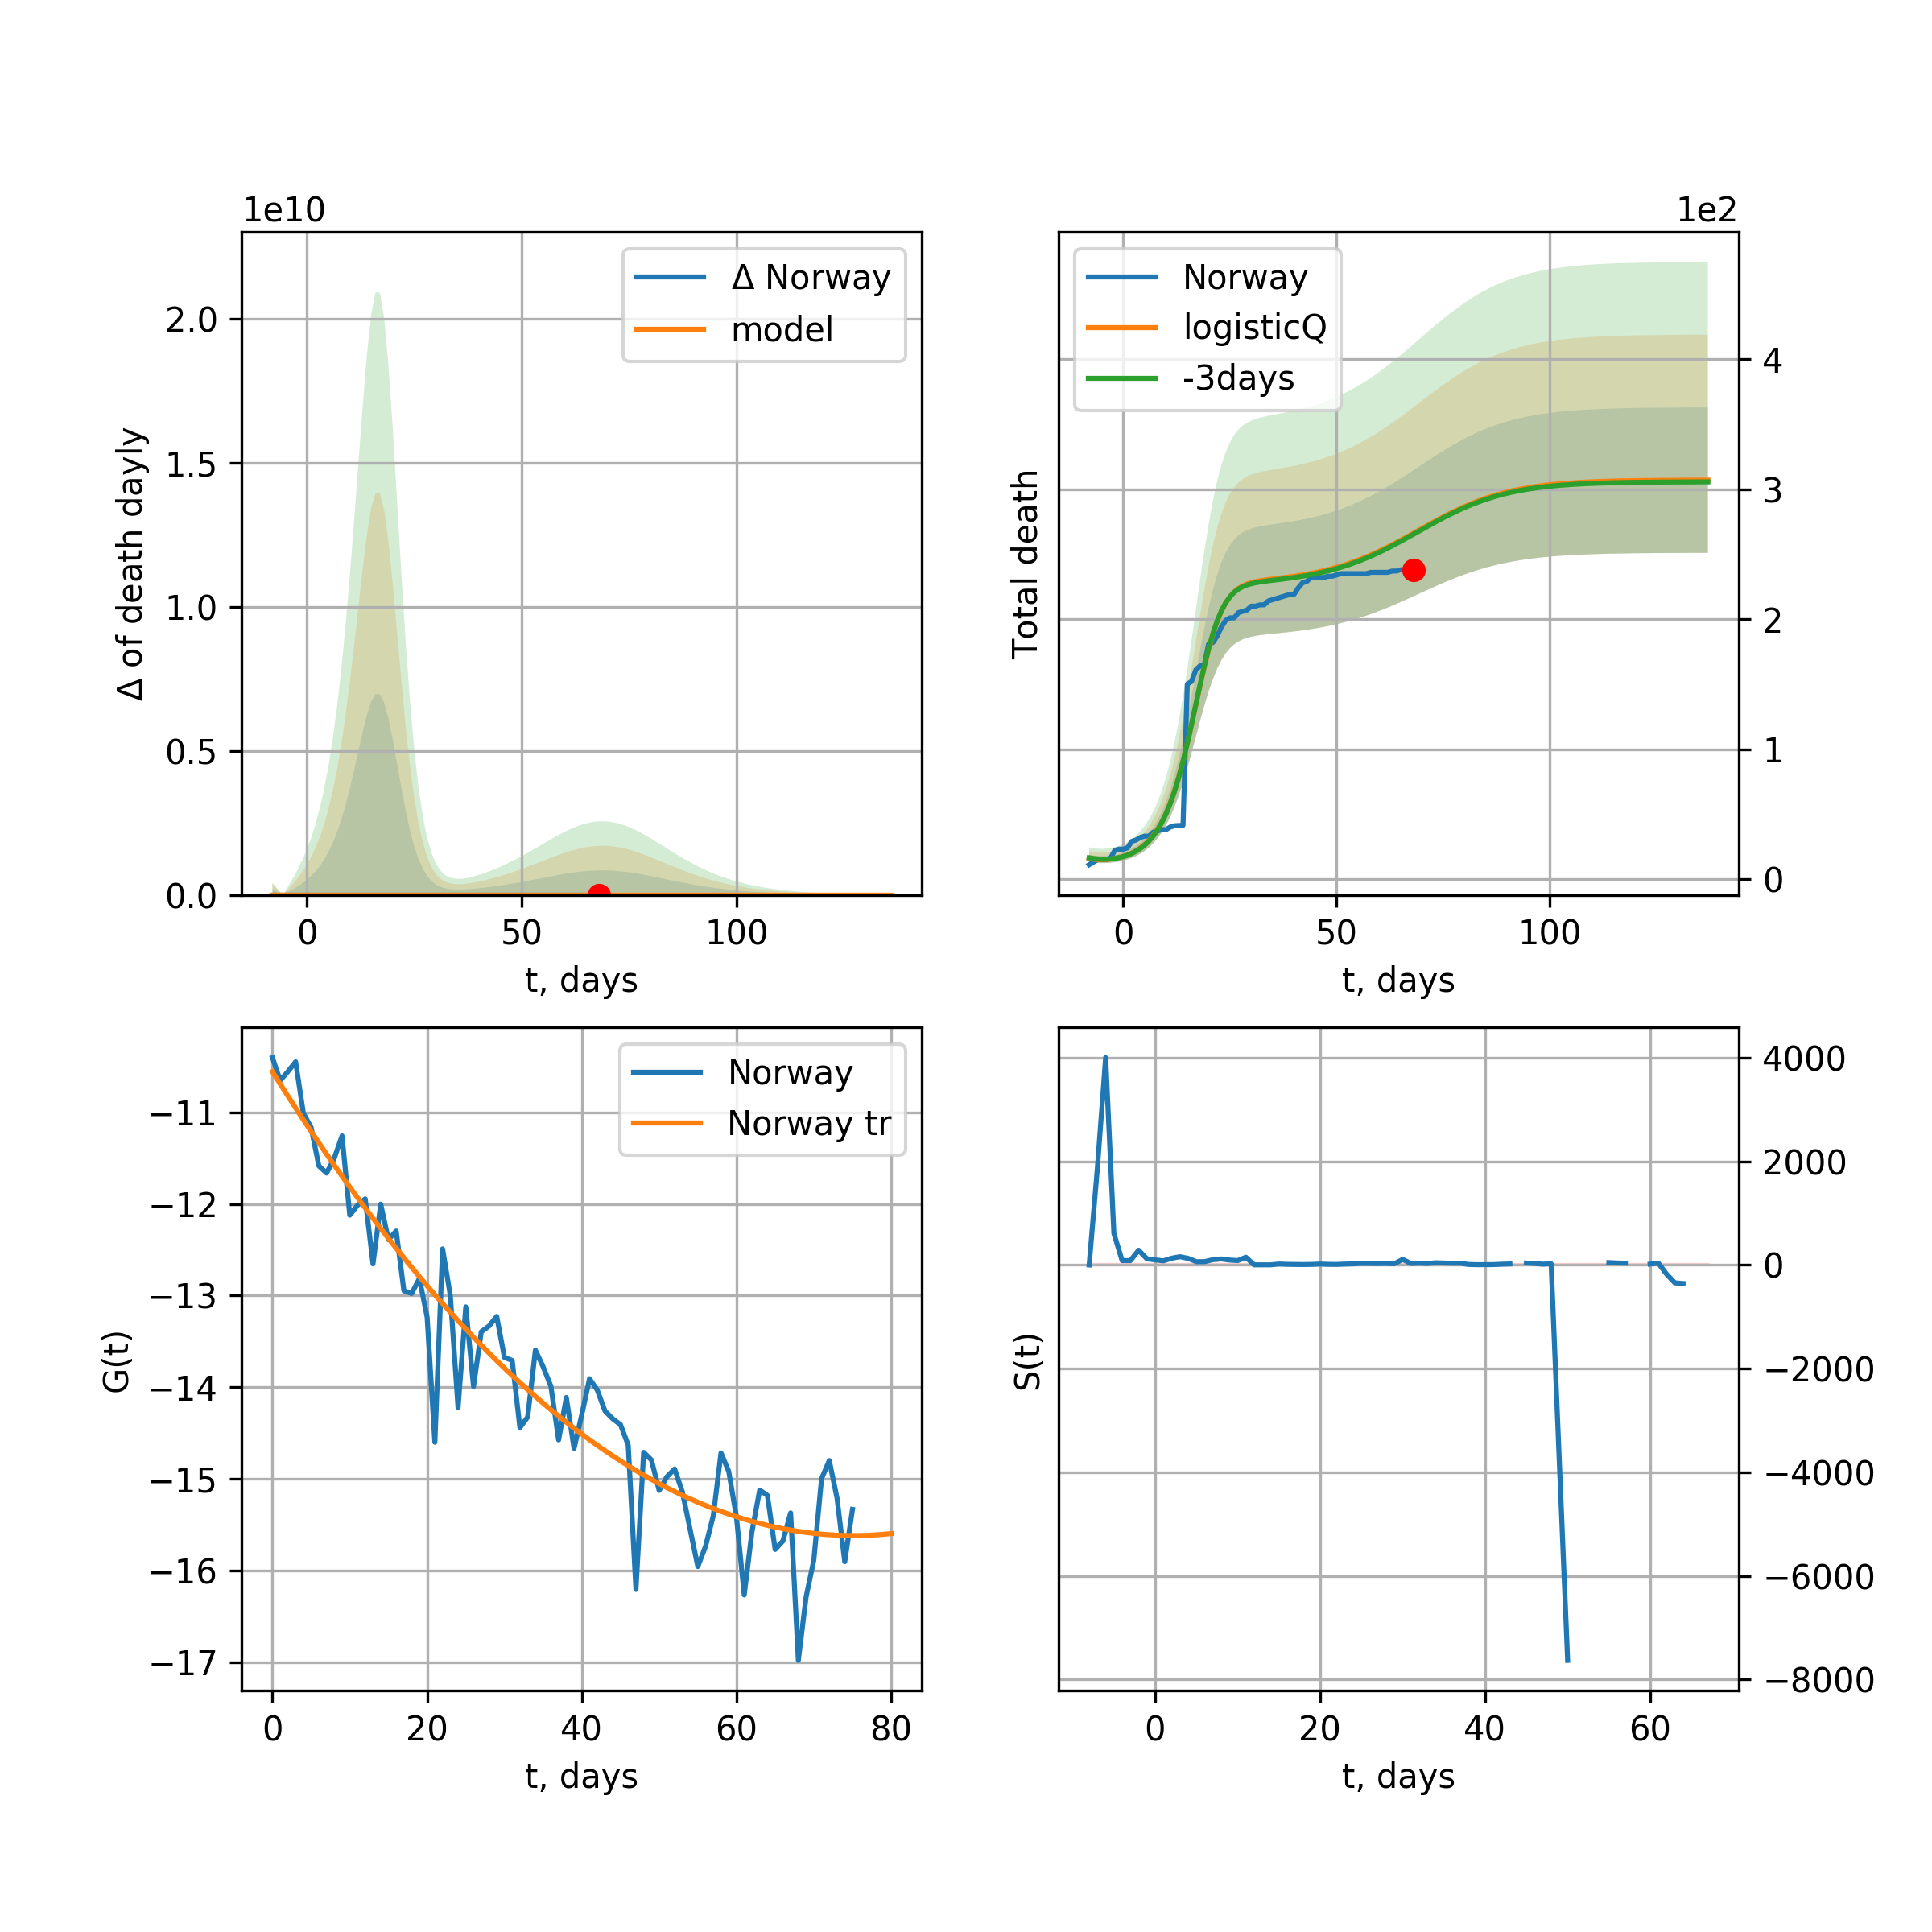 1e10
Δ Norway
model
2.0
1.5
1.0
0.5
0.0
Δ of death dayly
0 50 100
t, days
1e2
Norway
logisticQ
-3days
4
3
2
1
0
Total death
0 50 100
t, days
Norway
Norway tr
−11
−12
−13
−14
−15
−16
−17
G(t)
0 20 40 60 80
t, days
4000
2000
0
−2000
−4000
−6000
−8000
S(t)
0 20 40 60
t, days